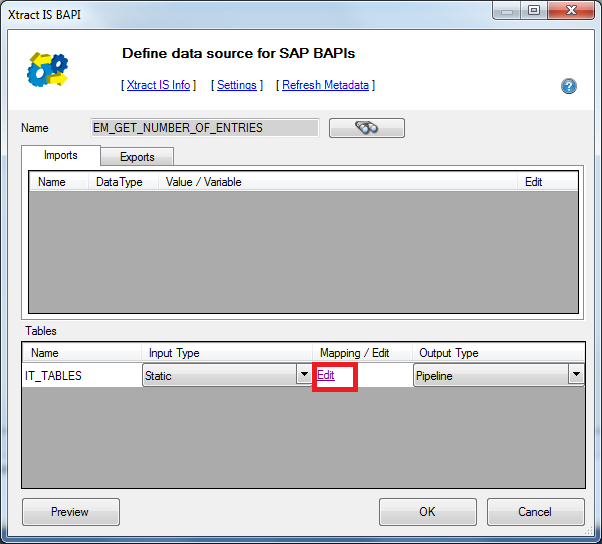 Xtract IS BAPI
Define data source for SAP BAPIs
[ Xtract IS Info ] [ Settings ] [ Refresh Metadata ]
?
Name EM_GET_NUMBER_OF_ENTRIES
Imports Exports
Name DataType Value / Variable Edit
Tables
Name Input Type Mapping / Edit Output Type
IT_TABLES Static Edit Pipeline
Preview OK Cancel